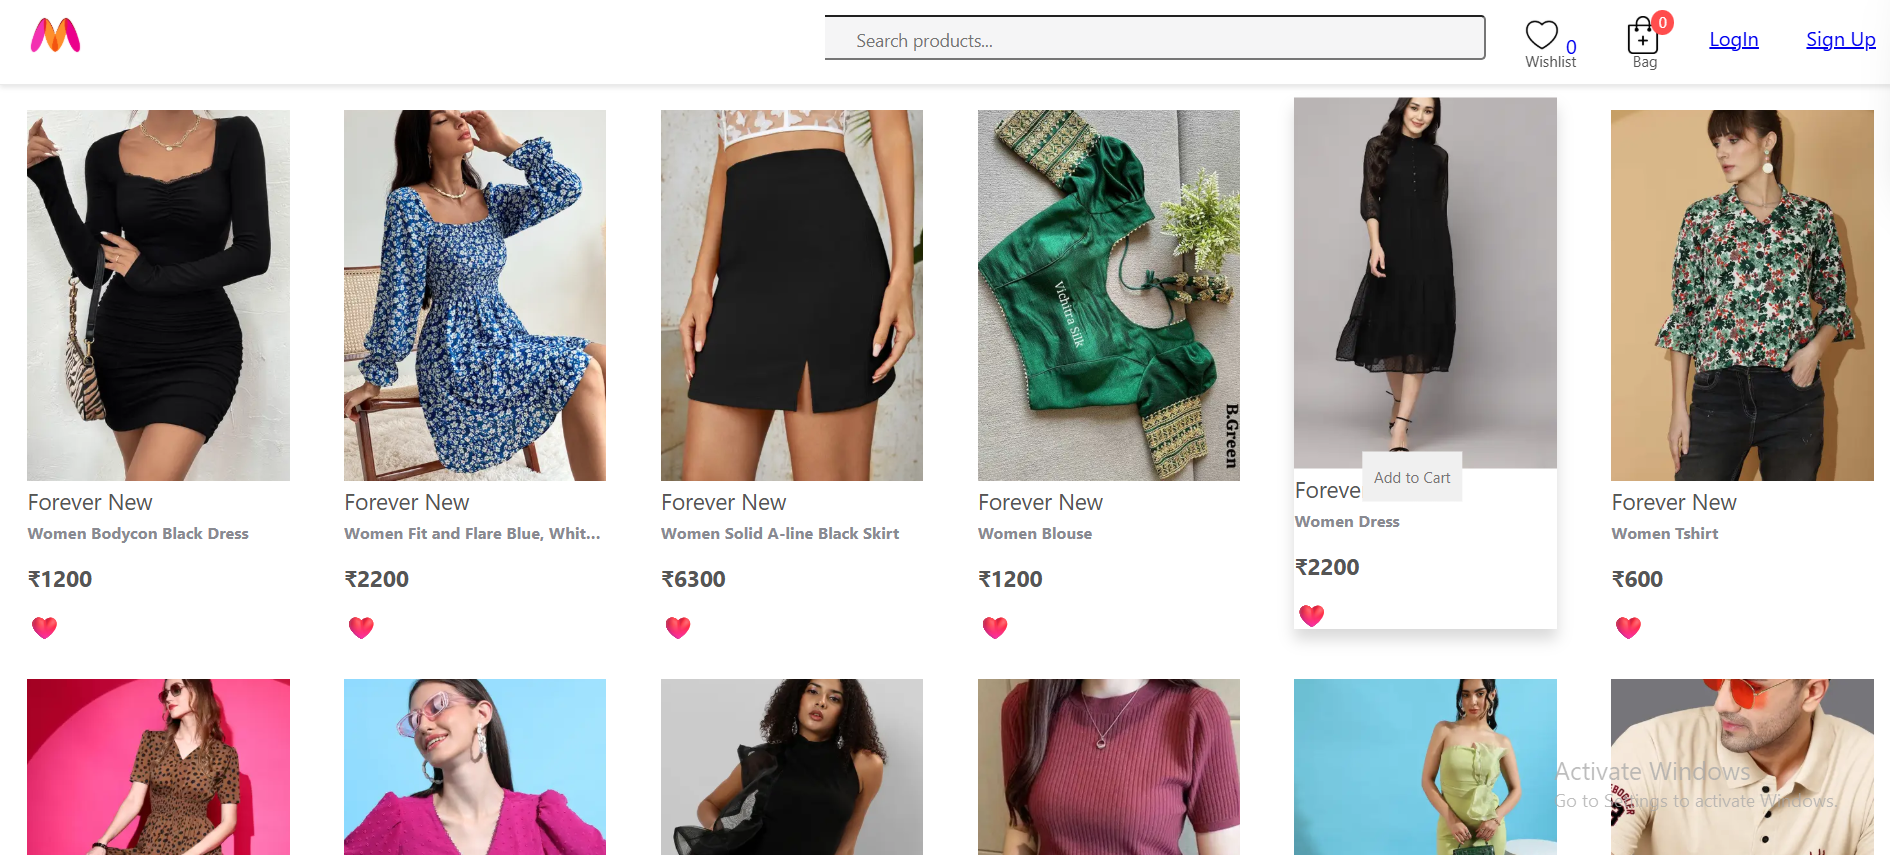 Search products...
0
Wishlist
0
Bag
LogIn
Sign Up
Vichitra Silk
B.Green
Forever New
Women Bodycon Black Dress
₹1200
Forever New
Women Fit and Flare Blue, Whit...
₹2200
Forever New
Women Solid A-line Black Skirt
₹6300
Forever New
Women Blouse
₹1200
Foreve
Add to Cart
Women Dress
₹2200
Forever New
Women Tshirt
₹600
Activate Windows
Go to Settings to activate Windows.